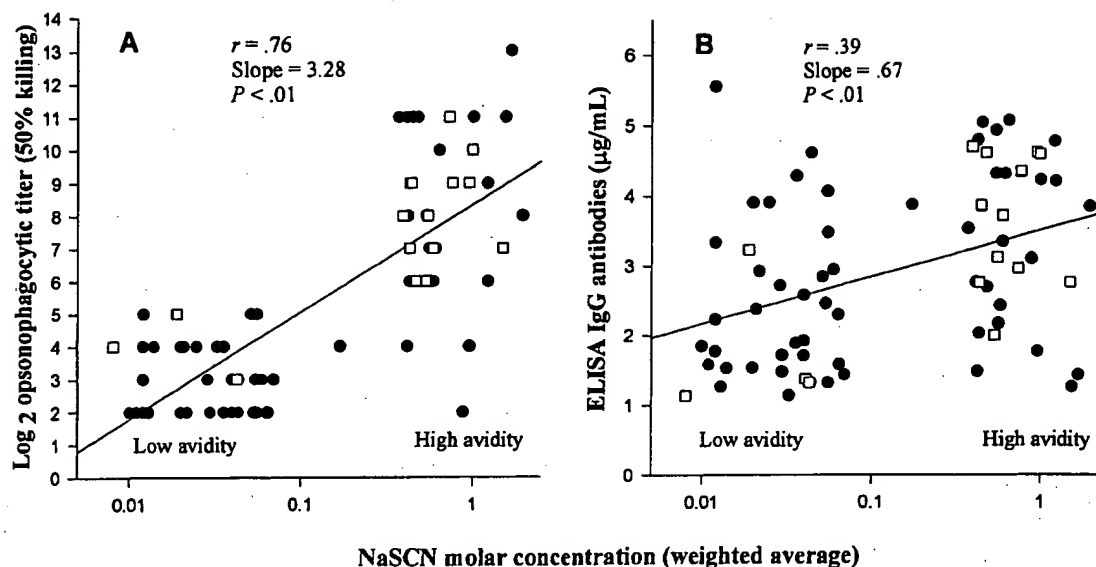 A
r = .76
Slope = 3.28
P < .01
Log 2 opsonophagocytic titer (50% killing)
14
13
12
11
10
9
8
7
6
5
4
3
2
1
0
Low avidity
High avidity
0.01
0.1
1
B
r = .39
Slope = .67
P < .01
ELISA IgG antibodies (µg/mL)
6
5
4
3
2
1
0
Low avidity
High avidity
0.01
0.1
1
NaSCN molar concentration (weighted average)